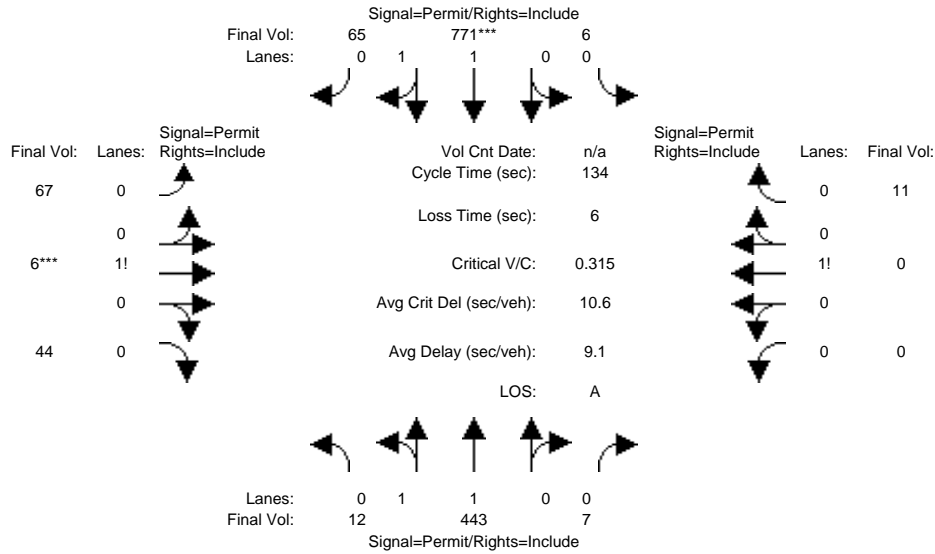 Signal=Permit/Rights=Include
Final Vol: 65 771*** 6
Lanes: 0 1 1 0 0
Signal=Permit
Final Vol: Lanes: Rights=Include
Vol Cnt Date: n/a
Signal=Permit
Rights=Include Lanes: Final Vol:
Cycle Time (sec): 134
67 0
0 11
Loss Time (sec): 6
0
0
6*** 1!
Critical V/C: 0.315
1! 0
0
Avg Crit Del (sec/veh): 10.6
0
44 0
Avg Delay (sec/veh): 9.1
0 0
LOS: A
Lanes: 0 1 1 0 0
Final Vol: 12 443 7
Signal=Permit/Rights=Include